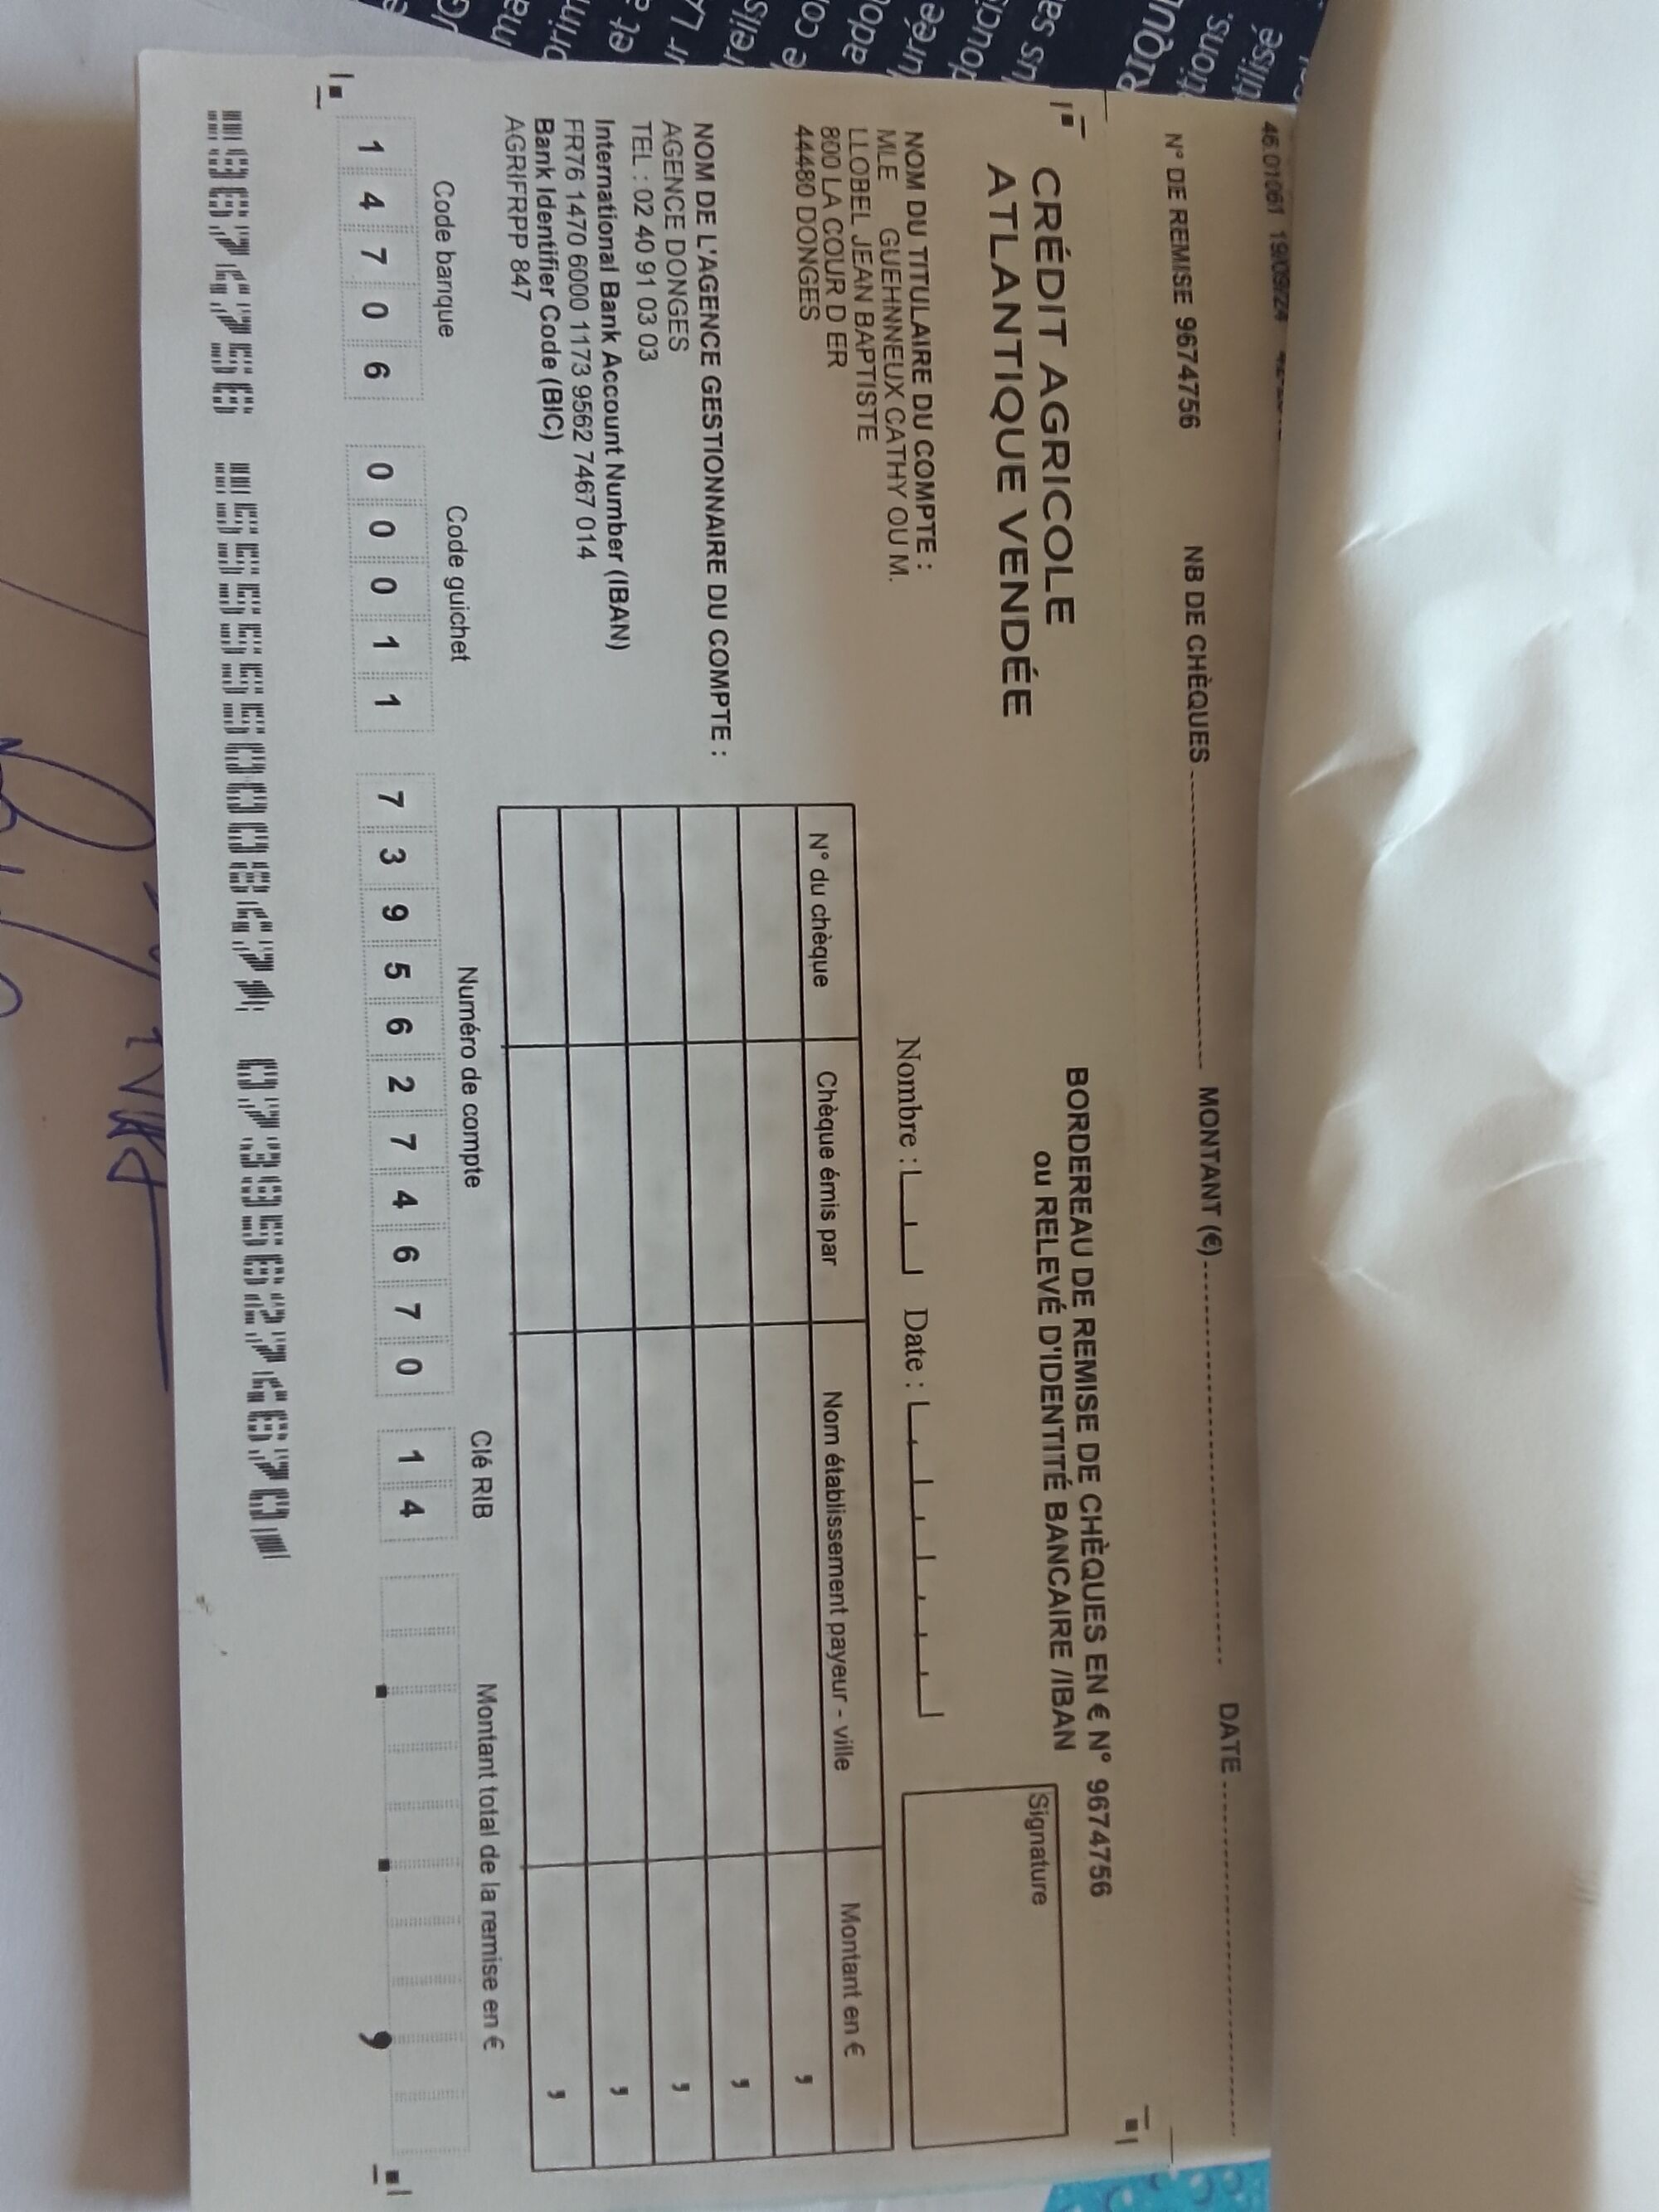 46 01061 19/09/24
N° DE REMISE 9674756 NB DE CHÈQUES MONTANT (€) DATE
CRÉDIT AGRICOLE
ATLANTIQUE VENDÉE
BORDEREAU DE REMISE DE CHÈQUES EN € N° 9674756
ou RELEVÉ D'IDENTITÉ BANCAIRE /IBAN
Signature
NOM DU TITULAIRE DU COMPTE :
MLE GUEHNNEUX CATHY OU M.
LLOBEL JEAN BAPTISTE
800 LA COUR D ER
44480 DONGES
Nombre : Date :
NOM DE L'AGENCE GESTIONNAIRE DU COMPTE :
AGENCE DONGES
TEL : 02 40 91 03 03
International Bank Account Number (IBAN)
FR76 1470 6000 1173 9562 7467 014
Bank Identifier Code (BIC)
AGRIFRPP 847
N° du chèque Chèque émis par Nom établissement payeur - ville Montant en €
,
,
,
,
,
Code banque Code guichet Numéro de compte Clé RIB Montant total de la remise en €
1 4 7 0 6 0 0 0 1 1 7 3 9 5 6 2 7 4 6 7 0 1 4 . . ,